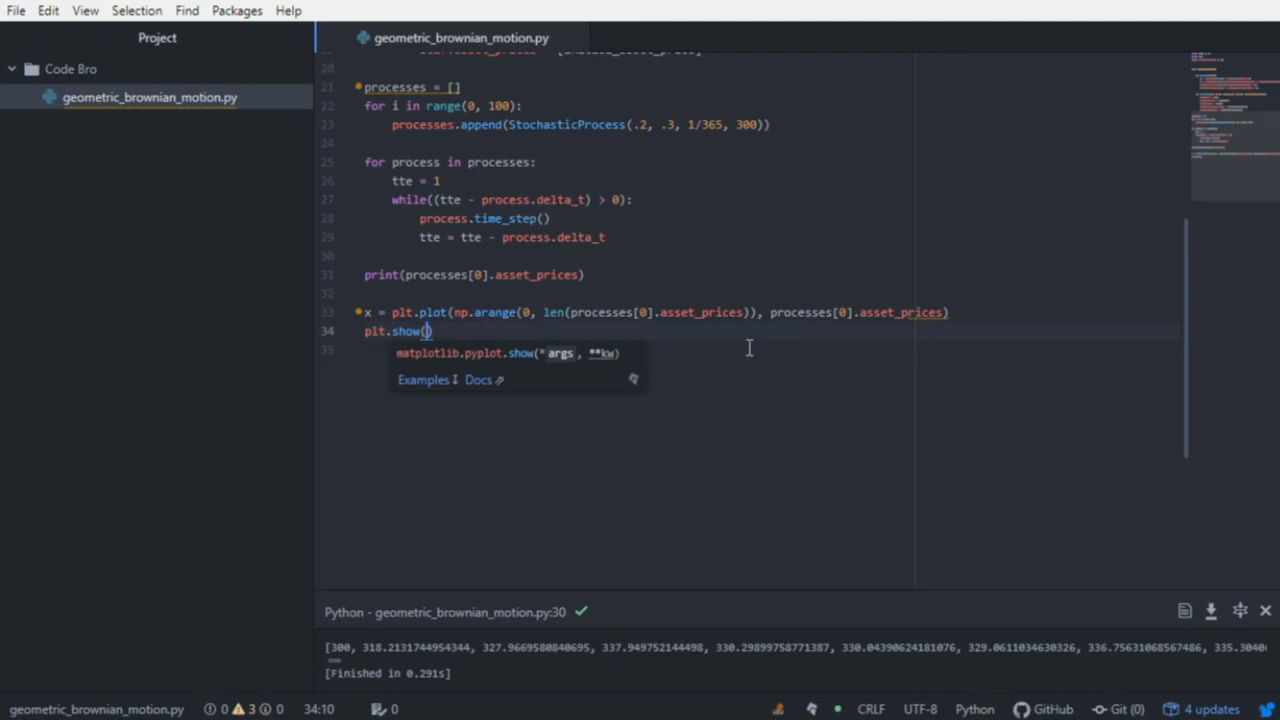 File Edit View Selection Find Packages Help
Project
geometric_brownian_motion.py
Code Bro
geometric_brownian_motion.py
20
21 processes = []
22 for i in range(0, 100):
23 processes.append(StochasticProcess(.2, .3, 1/365, 300))
24
25 for process in processes:
26 tte = 1
27 while((tte - process.delta_t) > 0):
28 process.time_step()
29 tte = tte - process.delta_t
30
31 print(processes[0].asset_prices)
32
33 x = plt.plot(np.arange(0, len(processes[0].asset_prices)), processes[0].asset_prices)
34 plt.show()
35
matplotlib.pyplot.show(* args , **kw)
Examples Docs
Python - geometric_brownian_motion.py:30
[300, 318.2131744954344, 327.9669580840695, 337.949752144498, 330.29899758771387, 330.04390624181076, 329.0611034630326, 336.75631068567486, 335.30406
[Finished in 0.291s]
geometric_brownian_motion.py 0 3 0 34:10 0 CRLF UTF-8 Python GitHub Git (0) 4 updates